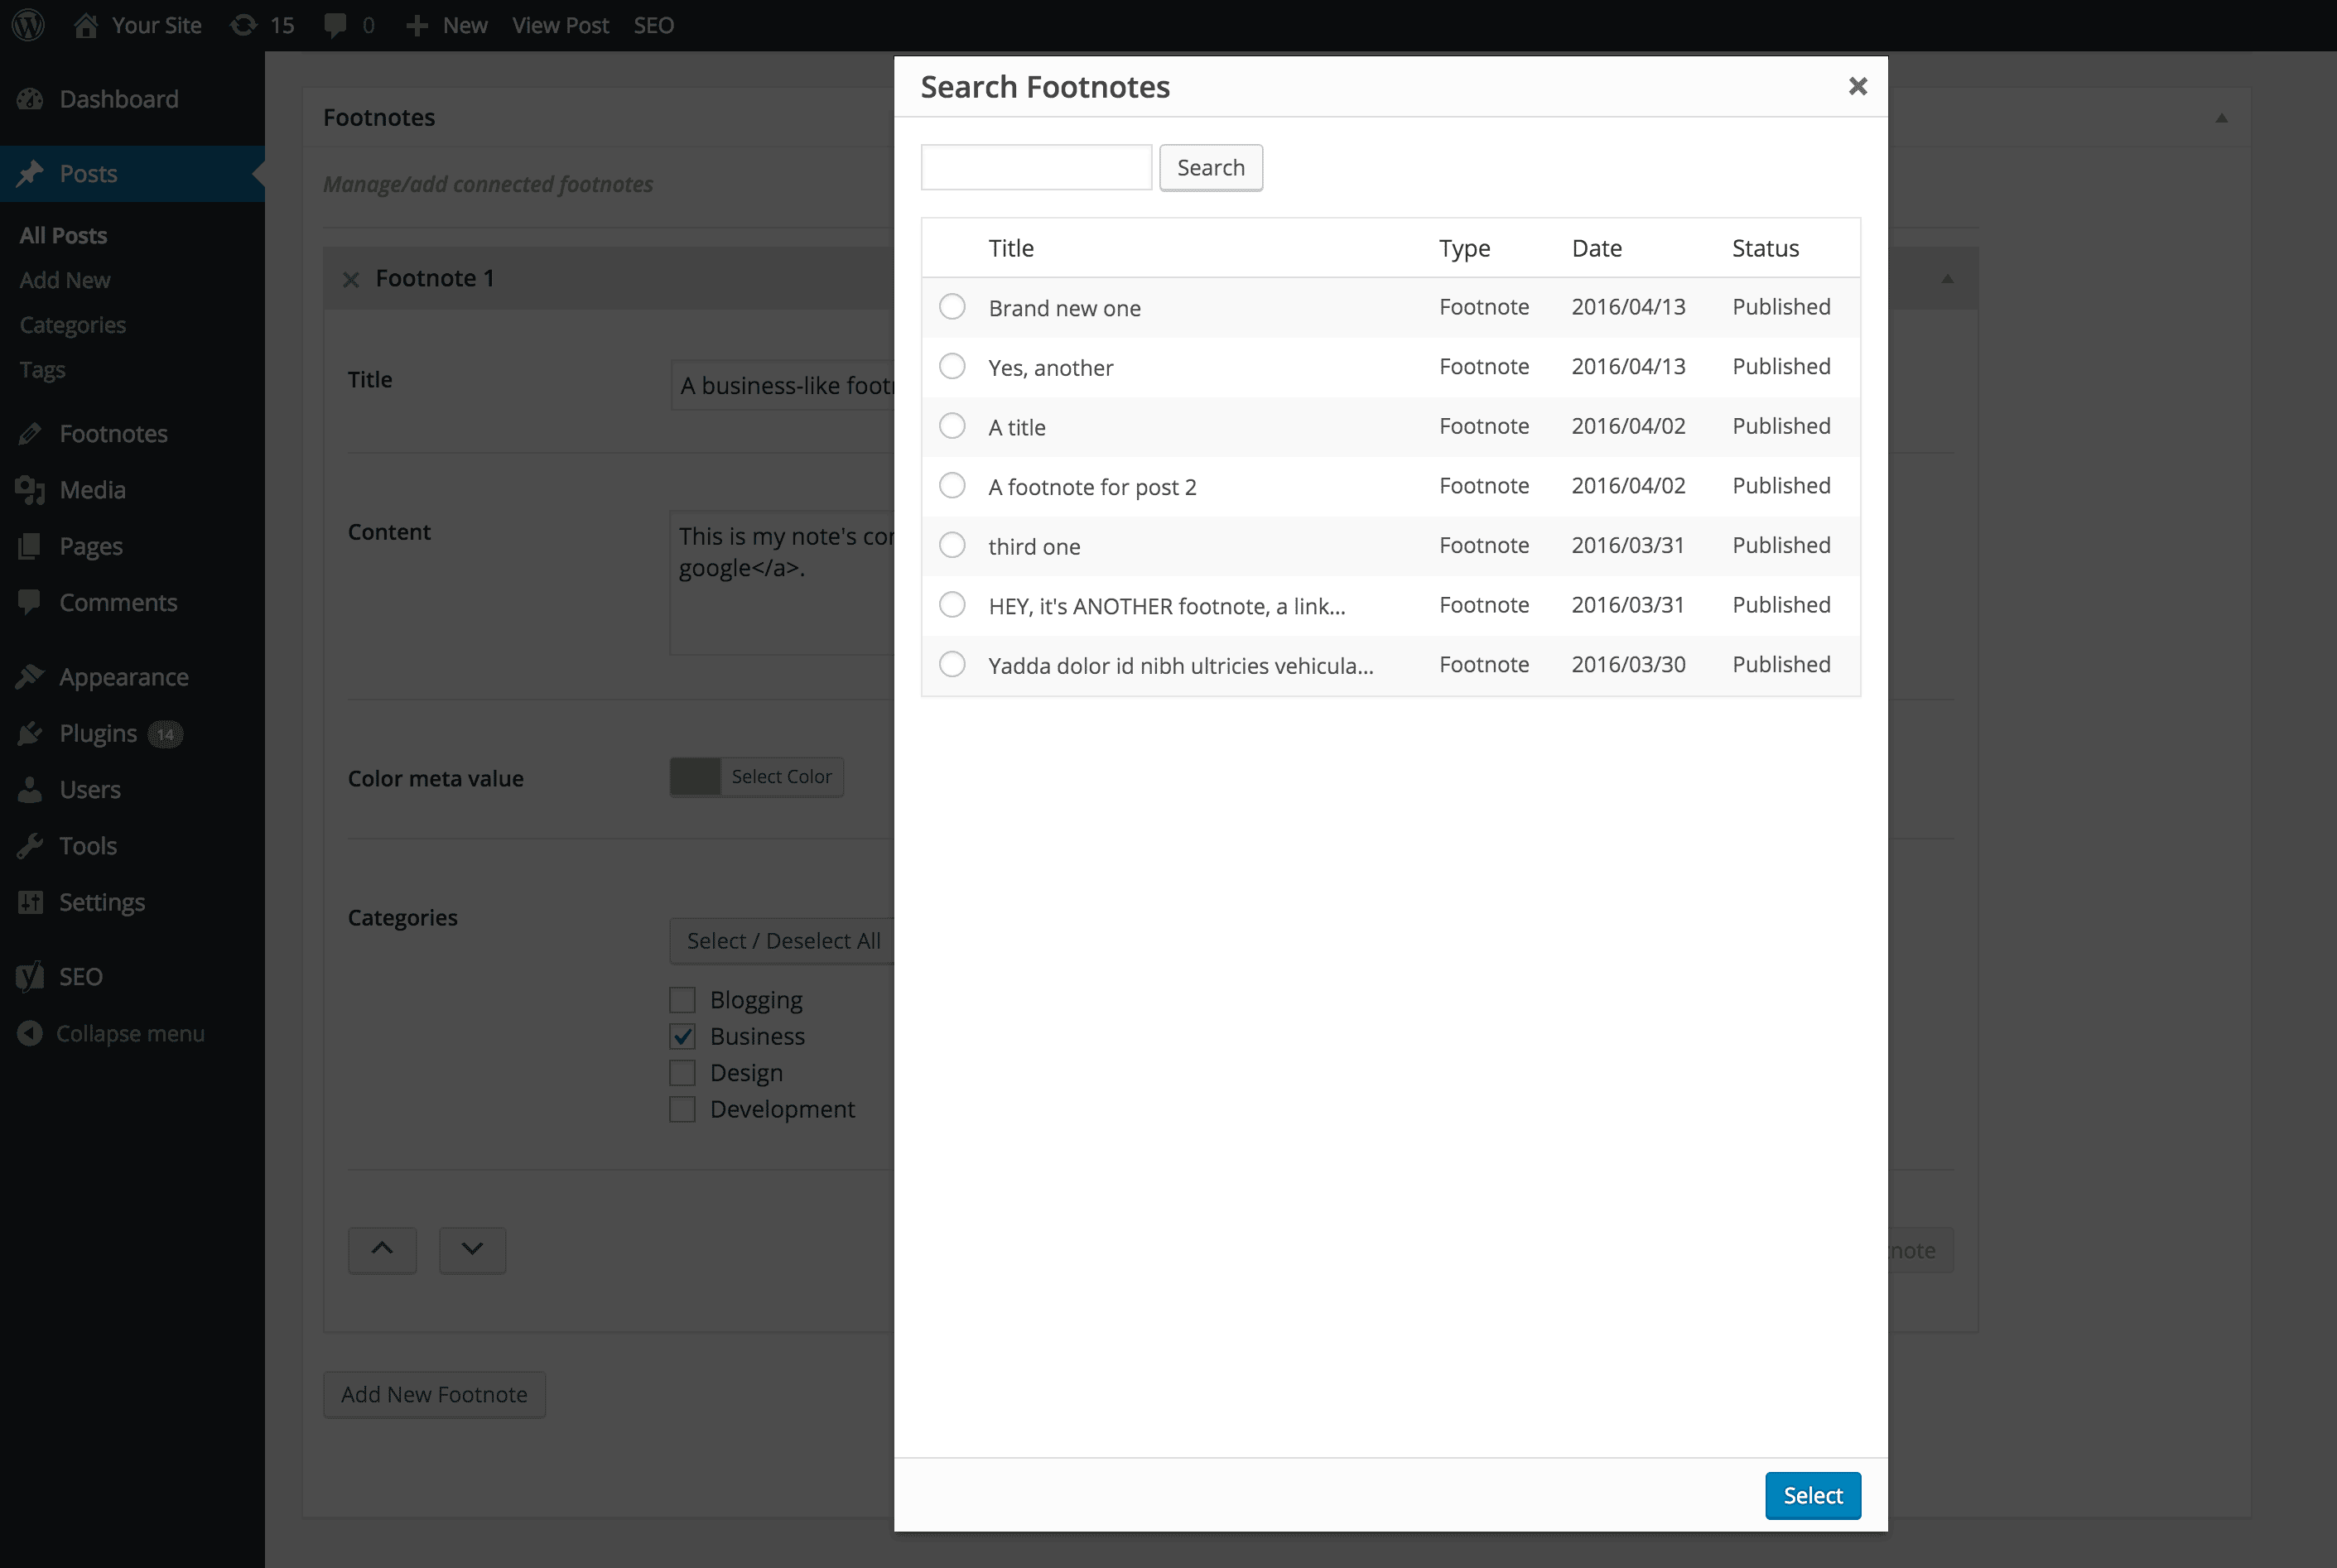 Your Site 15 0 New View Post SEO
Dashboard
Posts
All Posts
Add New
Categories
Tags
Footnotes
Media
Pages
Comments
Appearance
Plugins 14
Users
Tools
Settings
SEO
Collapse menu
Footnotes
Manage/add connected footnotes
Footnote 1
Title
A business-like
Content
This is my note's
google</a>.
Color meta value
Select Color
Categories
Select / Deselect All
Blogging
Business
Design
Development
Add New Footnote
Search Footnotes
Search
Title Type Date Status
Brand new one Footnote 2016/04/13 Published
Yes, another Footnote 2016/04/13 Published
A title Footnote 2016/04/02 Published
A footnote for post 2 Footnote 2016/04/02 Published
third one Footnote 2016/03/31 Published
HEY, it's ANOTHER footnote, a link... Footnote 2016/03/31 Published
Yadda dolor id nibh ultricies vehicula... Footnote 2016/03/30 Published
Select